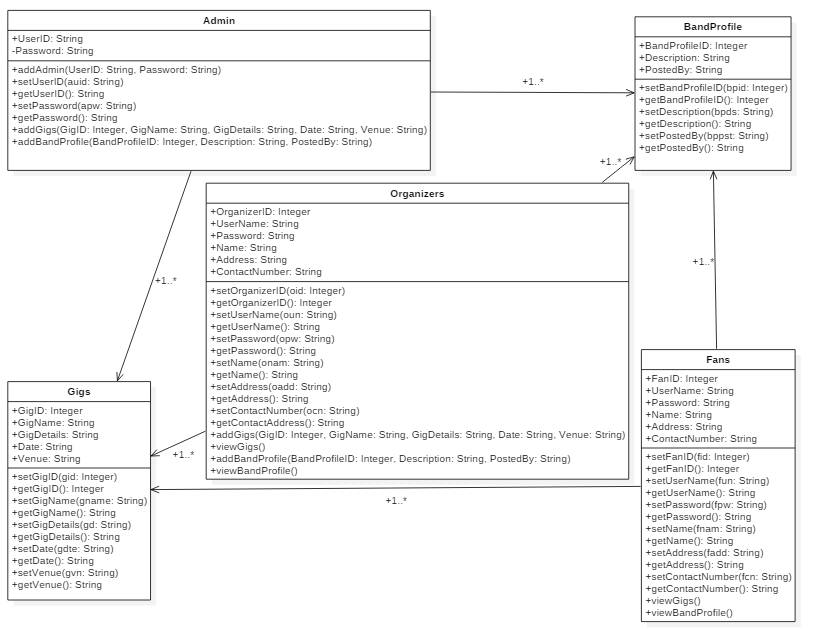 Admin
+UserID: String
-Password: String
+addAdmin(UserID: String, Password: String)
+setUserID(auid: String)
+getUserID(): String
+setPassword(apw: String)
+getPassword(): String
+addGigs(GigID: Integer, GigName: String, GigDetails: String, Date: String, Venue: String)
+addBandProfile(BandProfileID: Integer, Description: String, PostedBy: String)
+1..*
BandProfile
+BandProfileID: Integer
+Description: String
+PostedBy: String
+setBandProfileID(bpid: Integer)
+getBandProfileID(): Integer
+setDescription(bpds: String)
+getDescription(): String
+setPostedBy(bppst: String)
+getPostedBy(): String
+1..*
Organizers
+OrganizerID: Integer
+UserName: String
+Password: String
+Name: String
+Address: String
+ContactNumber: String
+setOrganizerID(oid: Integer)
+getOrganizerID(): Integer
+setUserName(oun: String)
+getUserName(): String
+setPassword(opw: String)
+getPassword(): String
+setName(onam: String)
+getName(): String
+setAddress(oadd: String)
+getAddress(): String
+setContactNumber(ocn: String)
+getContactAddress(): String
+addGigs(GigID: Integer, GigName: String, GigDetails: String, Date: String, Venue: String)
+viewGigs()
+addBandProfile(BandProfileID: Integer, Description: String, PostedBy: String)
+viewBandProfile()
+1..*
+1..*
Gigs
+GigID: Integer
+GigName: String
+GigDetails: String
+Date: String
+Venue: String
+setGigID(gid: Integer)
+getGigID(): Integer
+setGigName(gname: String)
+getGigName(): String
+setGigDetails(gd: String)
+getGigDetails(): String
+setDate(gdte: String)
+getDate(): String
+setVenue(gvn: String)
+getVenue(): String
+1..*
+1..*
Fans
+FanID: Integer
+UserName: String
+Password: String
+Name: String
+Address: String
+ContactNumber: String
+setFanID(fid: Integer)
+getFanID(): Integer
+setUserName(fun: String)
+getUserName(): String
+setPassword(fpw: String)
+getPassword(): String
+setName(fnam: String)
+getName(): String
+setAddress(fadd: String)
+getAddress(): String
+setContactNumber(fcn: String)
+getContactNumber(): String
+viewGigs()
+viewBandProfile()